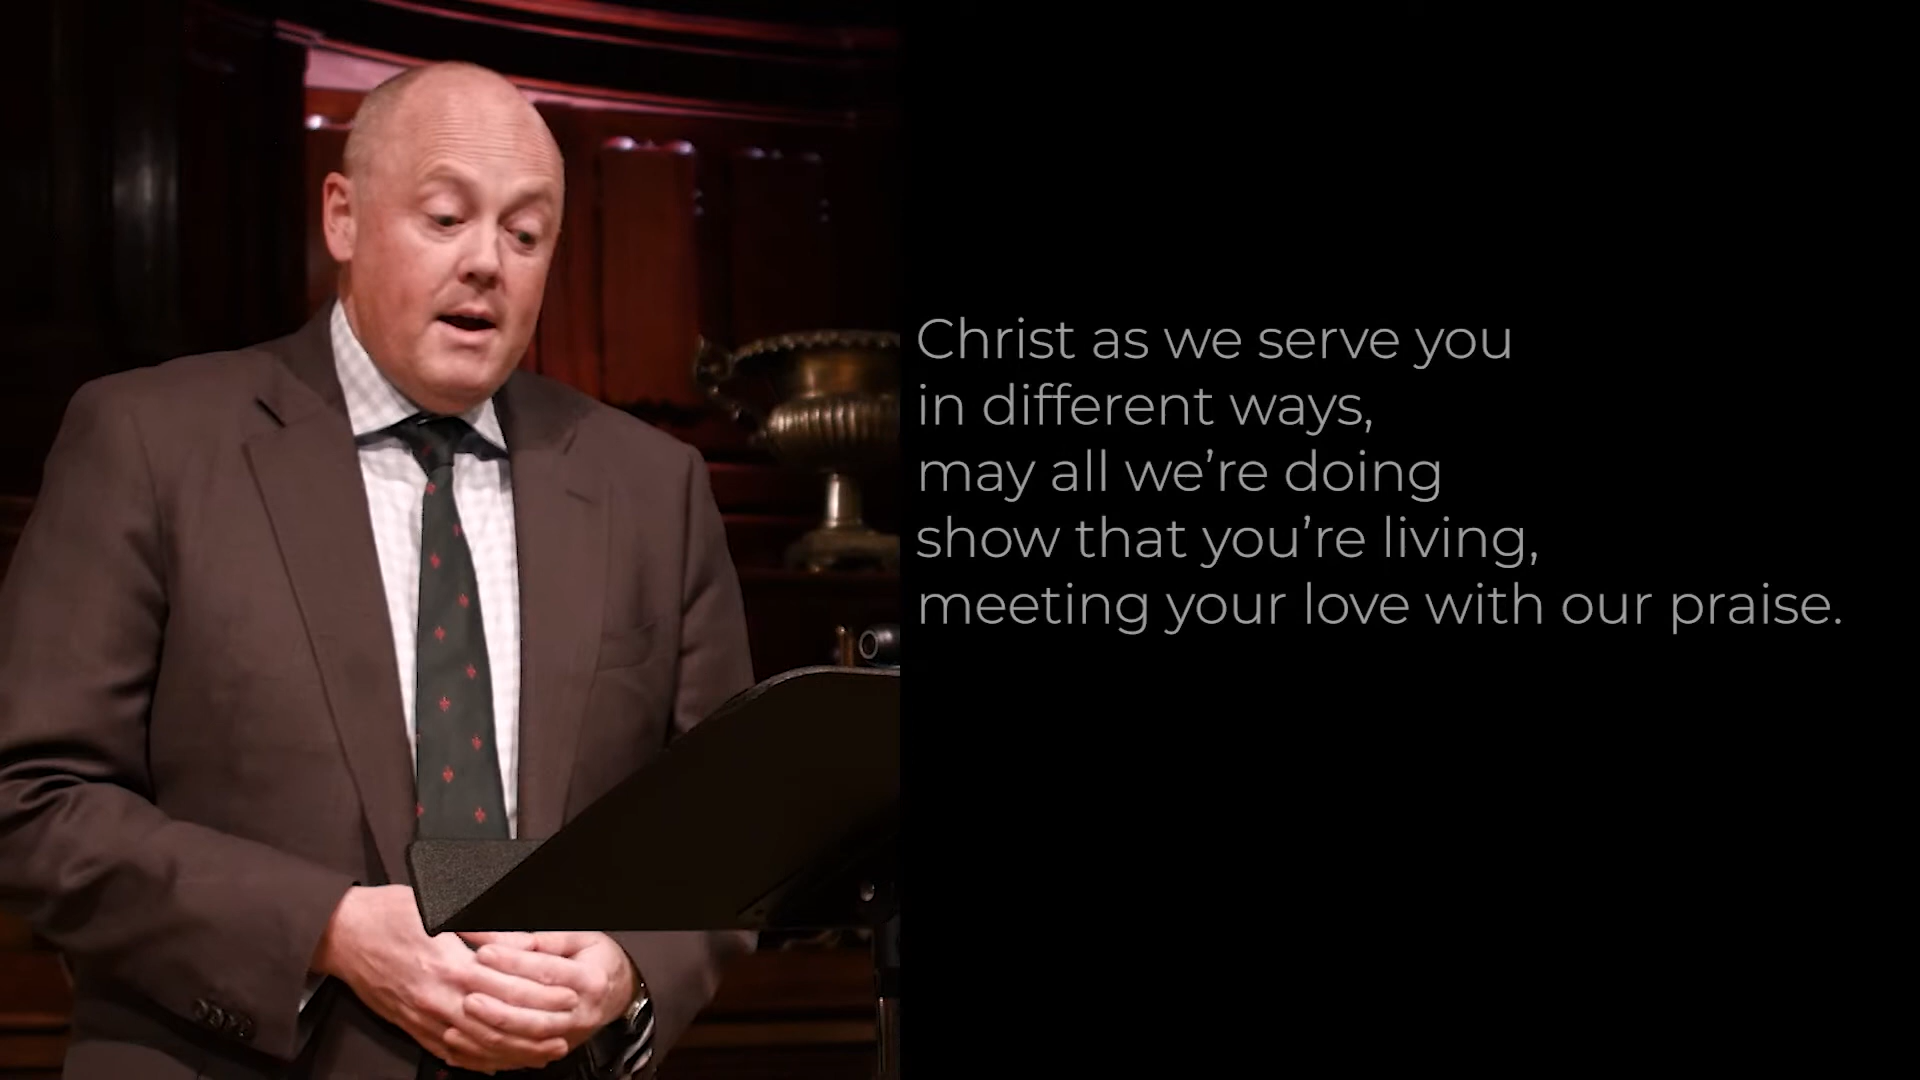 Christ as we serve you
in different ways,
may all we’re doing
show that you’re living,
meeting your love with our praise.